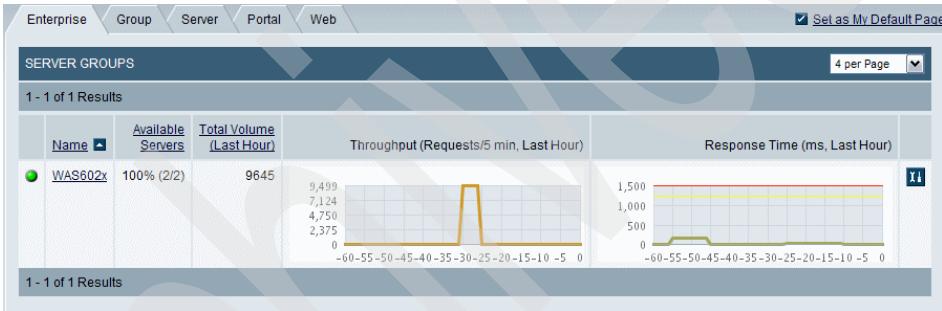 Enterprise Group Server Portal Web Set as My Default Page
SERVER GROUPS 4 per Page
1 - 1 of 1 Results
Name Available Servers Total Volume (Last Hour) Throughput (Requests/5 min, Last Hour) Response Time (ms, Last Hour)
WAS602x 100% (2/2) 9645
9,499
7,124
4,750
2,375
0
-60-55-50-45-40-35-30-25-20-15-10 -5 0
1,500
1,000
500
0
-60-55-50-45-40-35-30-25-20-15-10 -5 0
1 - 1 of 1 Results